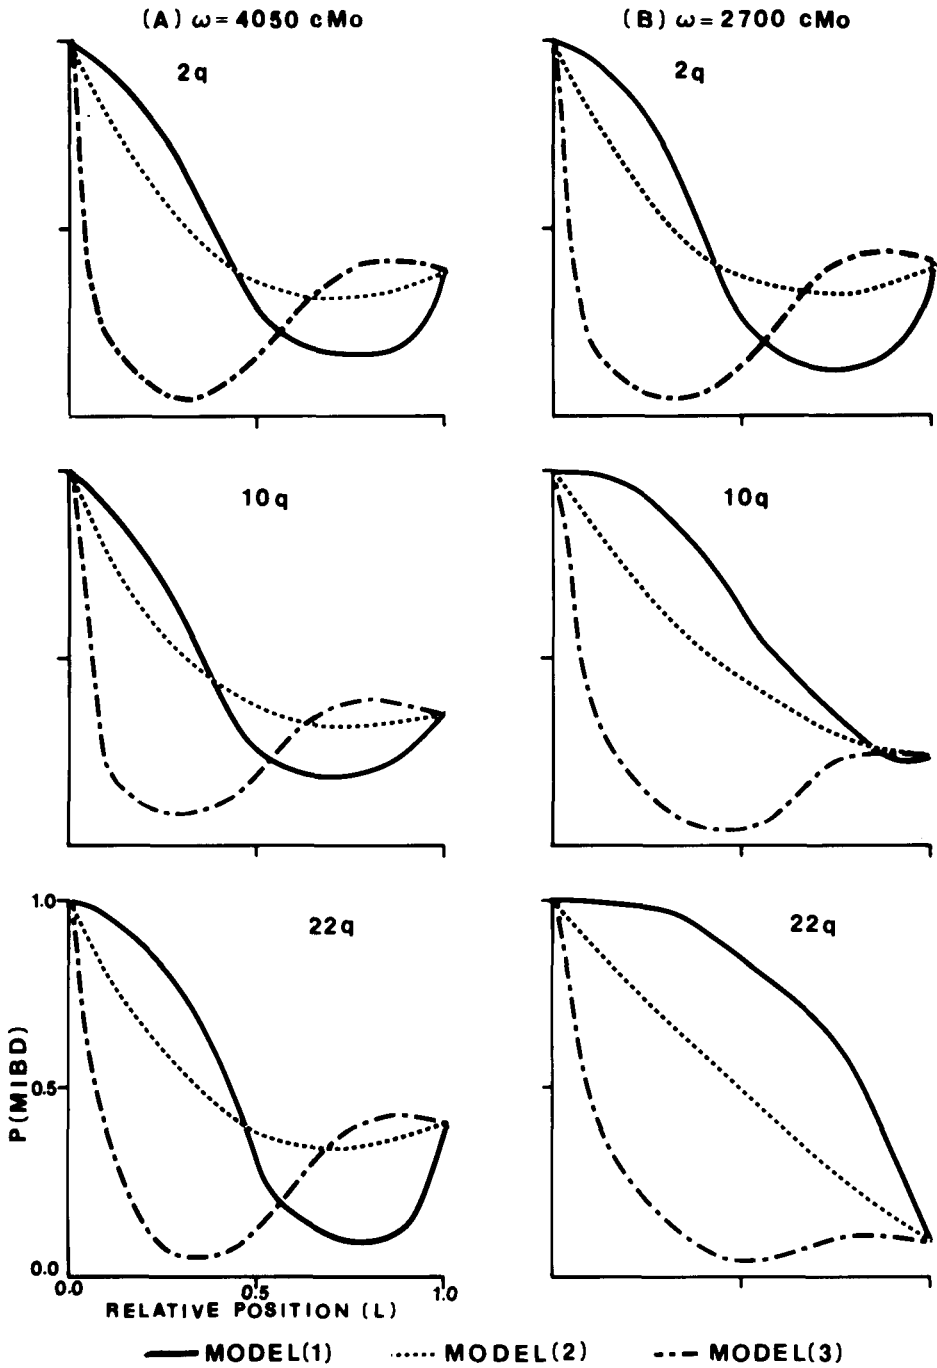 (A) ω = 4050 cMo
(B) ω = 2700 cMo
2q
2q
10q
10q
22q
22q
1.0
0.5
0.0
P(MIBD)
0.0
0.5
1.0
RELATIVE POSITION (L)
MODEL(1)
MODEL(2)
MODEL(3)